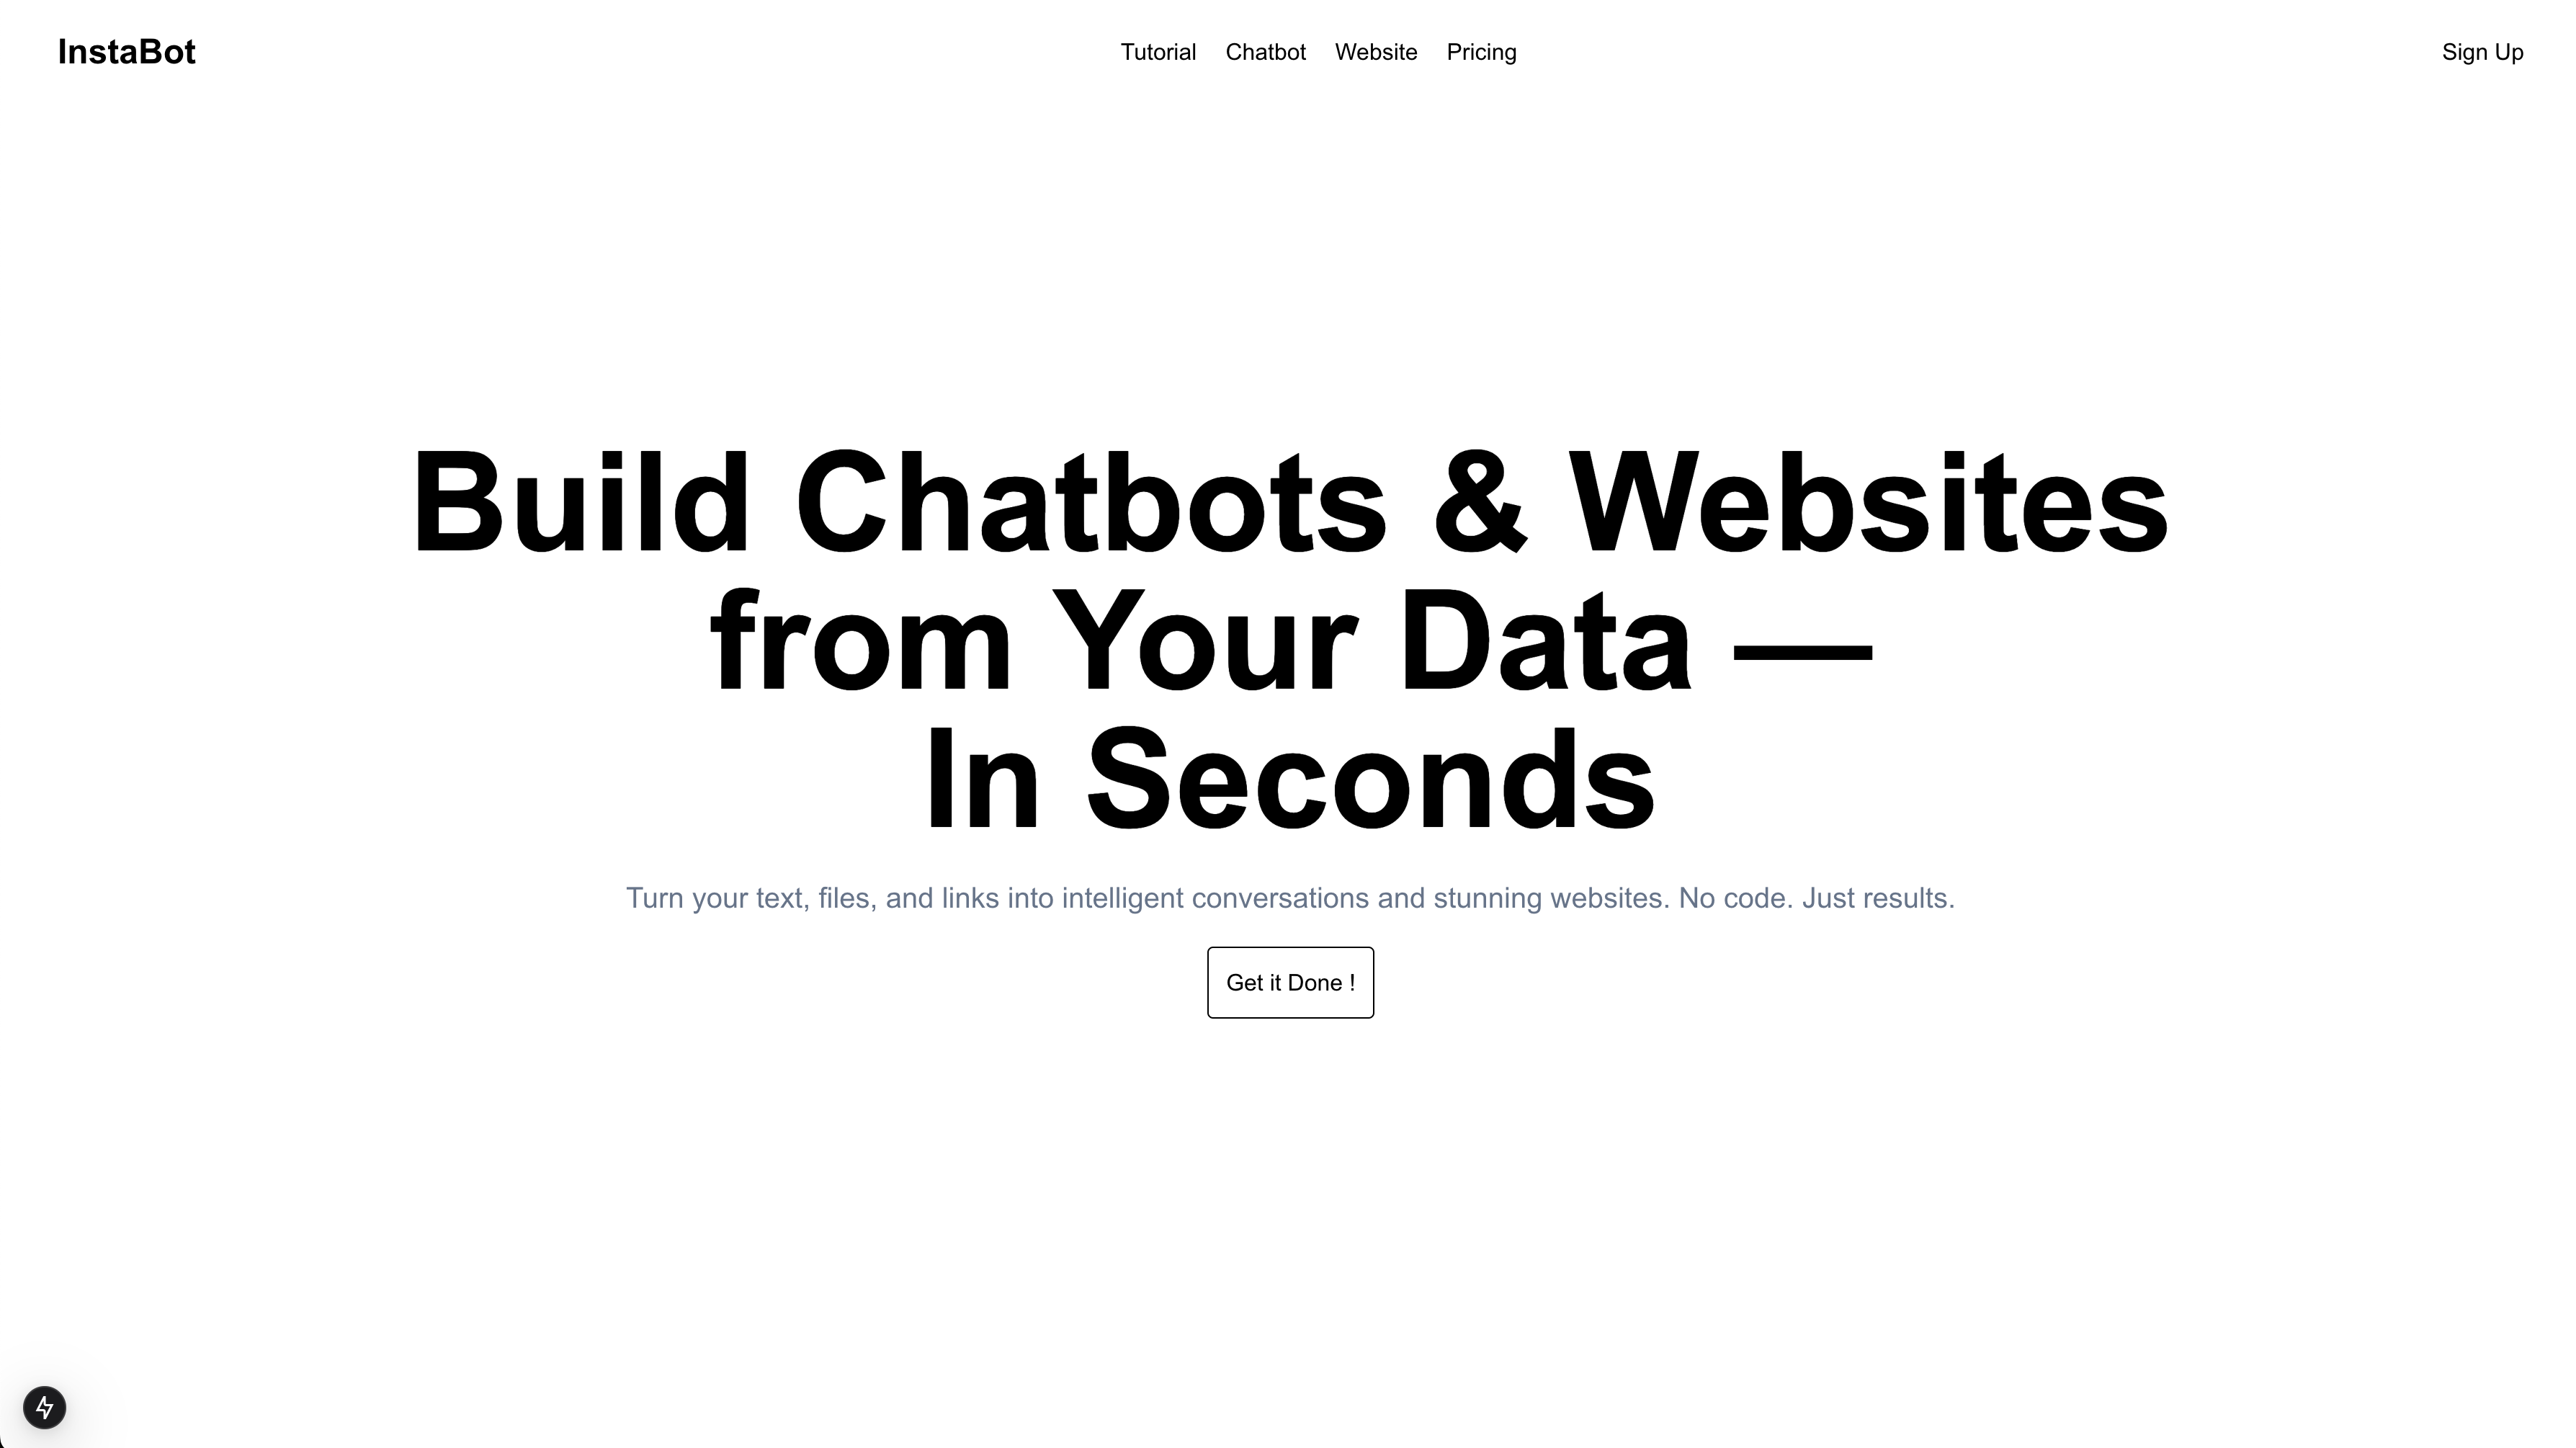 InstaBot
Tutorial Chatbot Website Pricing
Sign Up
Build Chatbots & Websites
from Your Data —
In Seconds
Turn your text, files, and links into intelligent conversations and stunning websites. No code. Just results.
Get it Done !